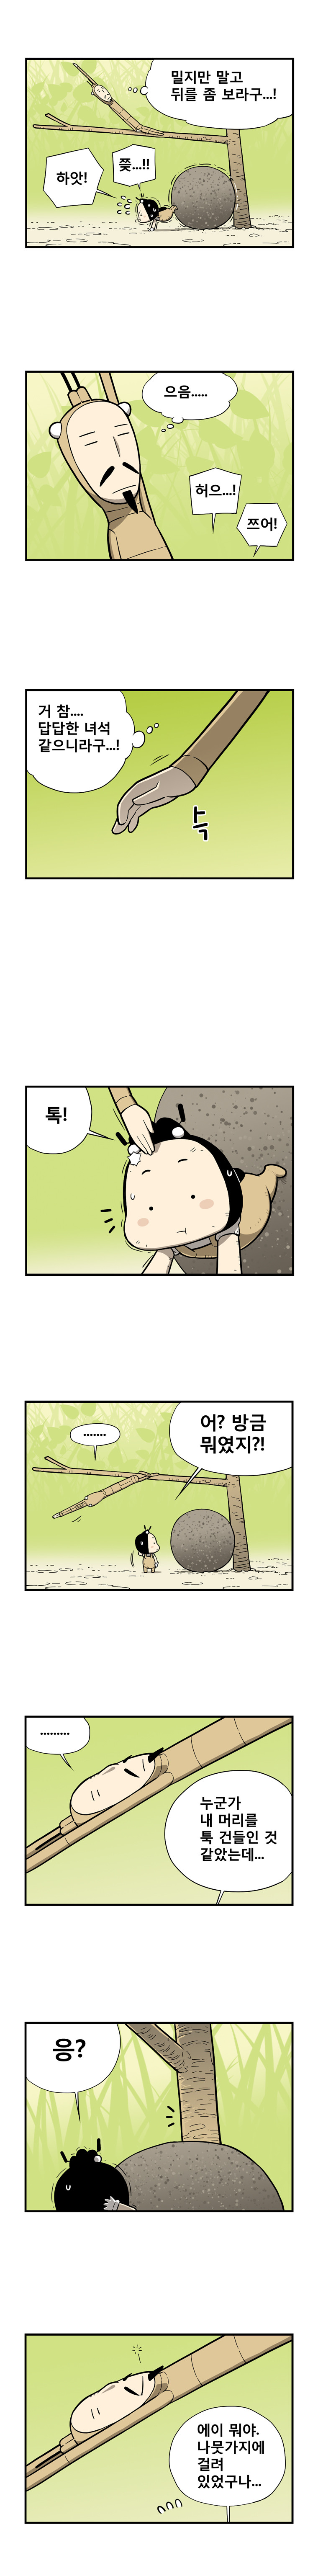 밀지만 말고
뒤를 좀 보라구...!
쯪...!!
하앗!
으음.....
허으...!
쯔어!
거 참....
답답한 녀석
같으니라구...!
톡!
어? 방금
뭐였지?!
.......
.........
누군가
내 머리를
툭 건들인 것
같았는데...
응?
에이 뭐야.
나뭇가지에
걸려
있었구나...